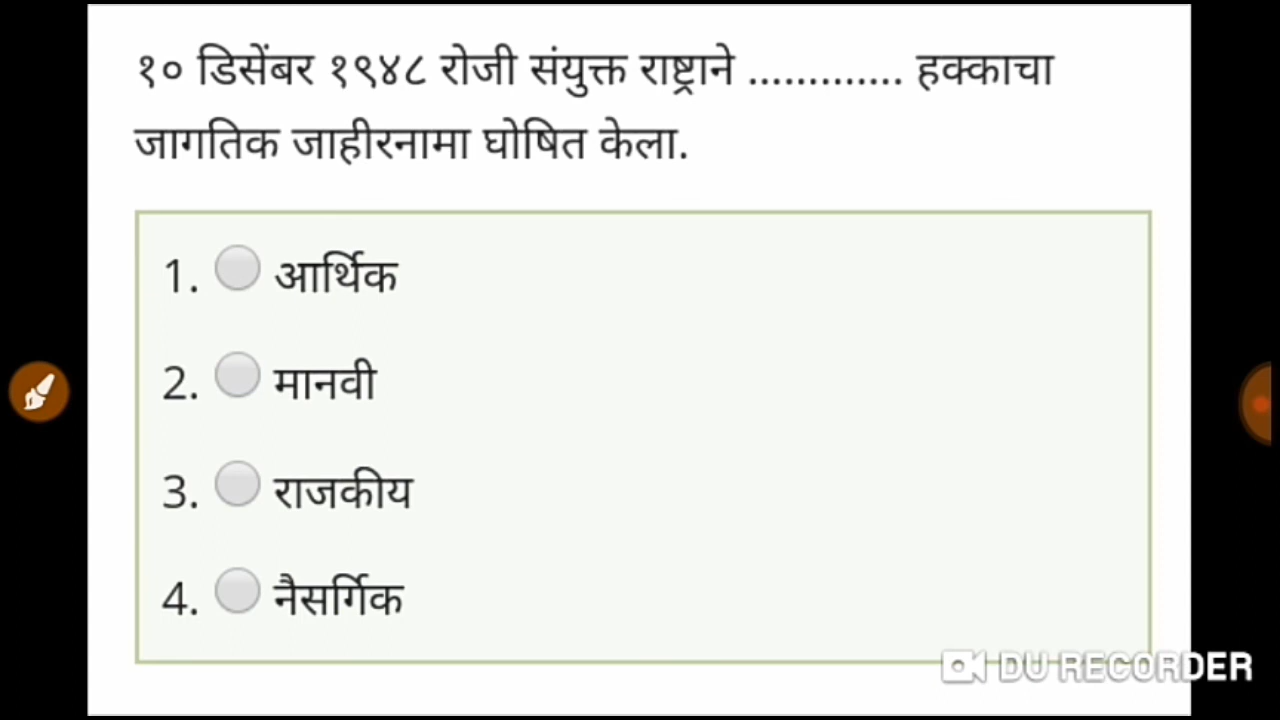 १० डिसेंबर १९४८ रोजी संयुक्त राष्ट्राने ............. हक्काचा
जागतिक जाहीरनामा घोषित केला.
1. आर्थिक
2. मानवी
3. राजकीय
4. नैसर्गिक
DU RECORDER